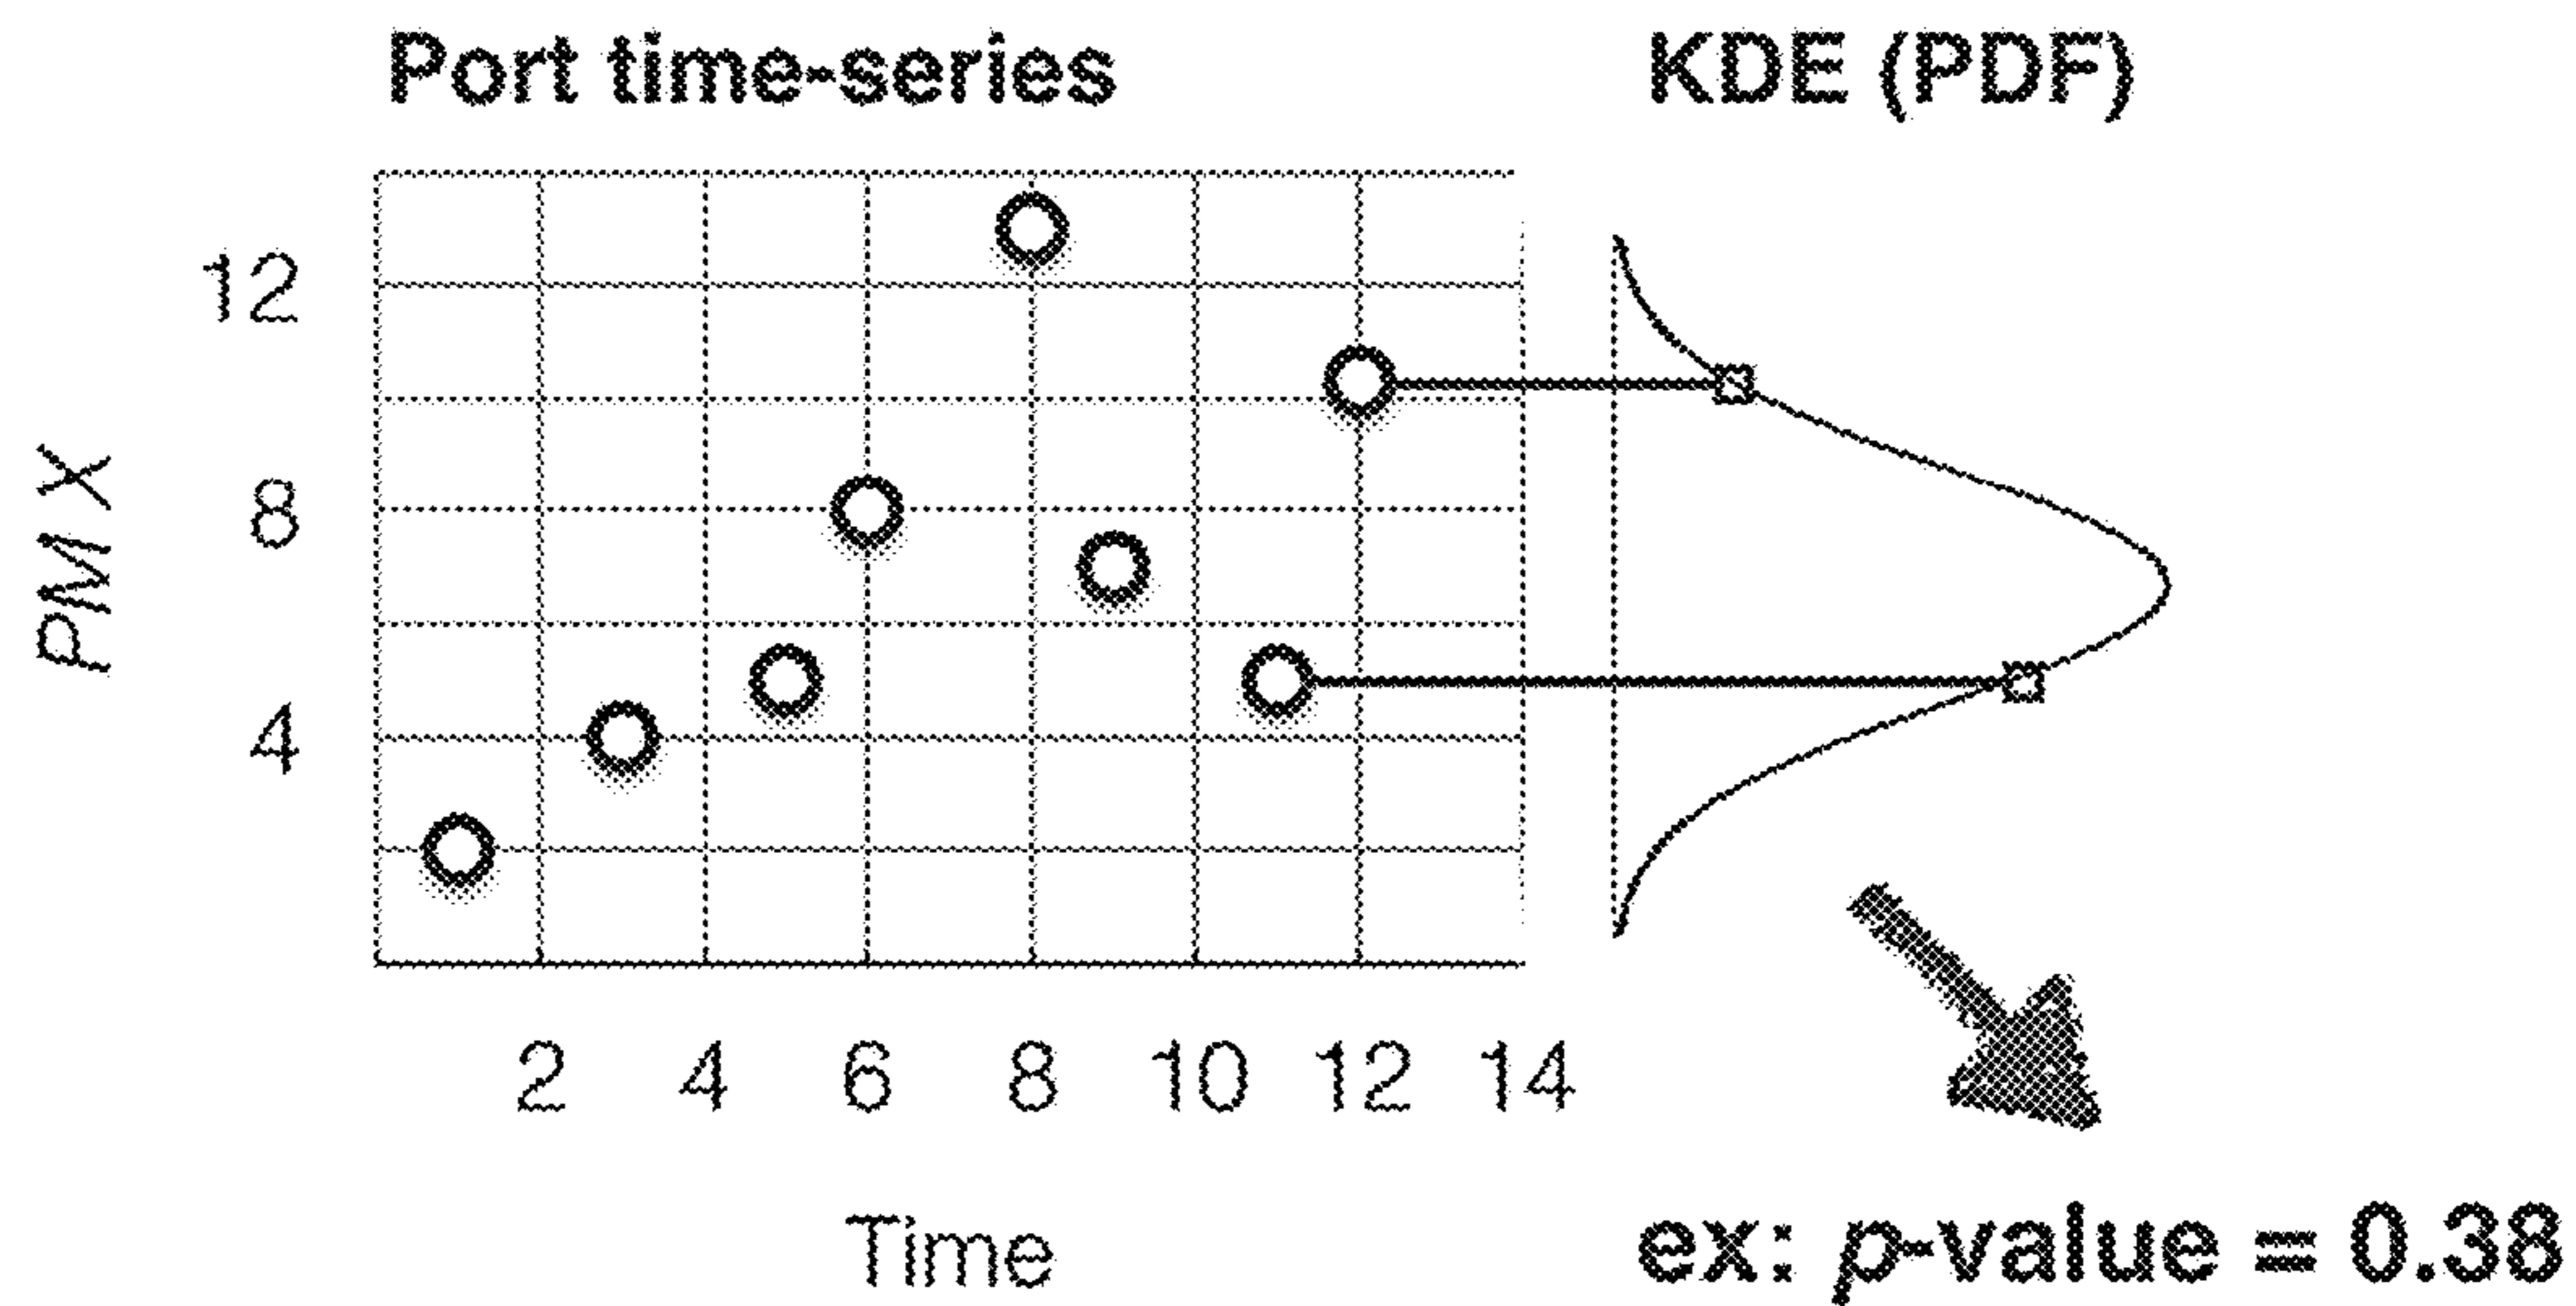 Port time-series
KDE (PDF)
12
8
4
PM X
2 4 6 8 10 12 14
Time
ex: p-value = 0.38